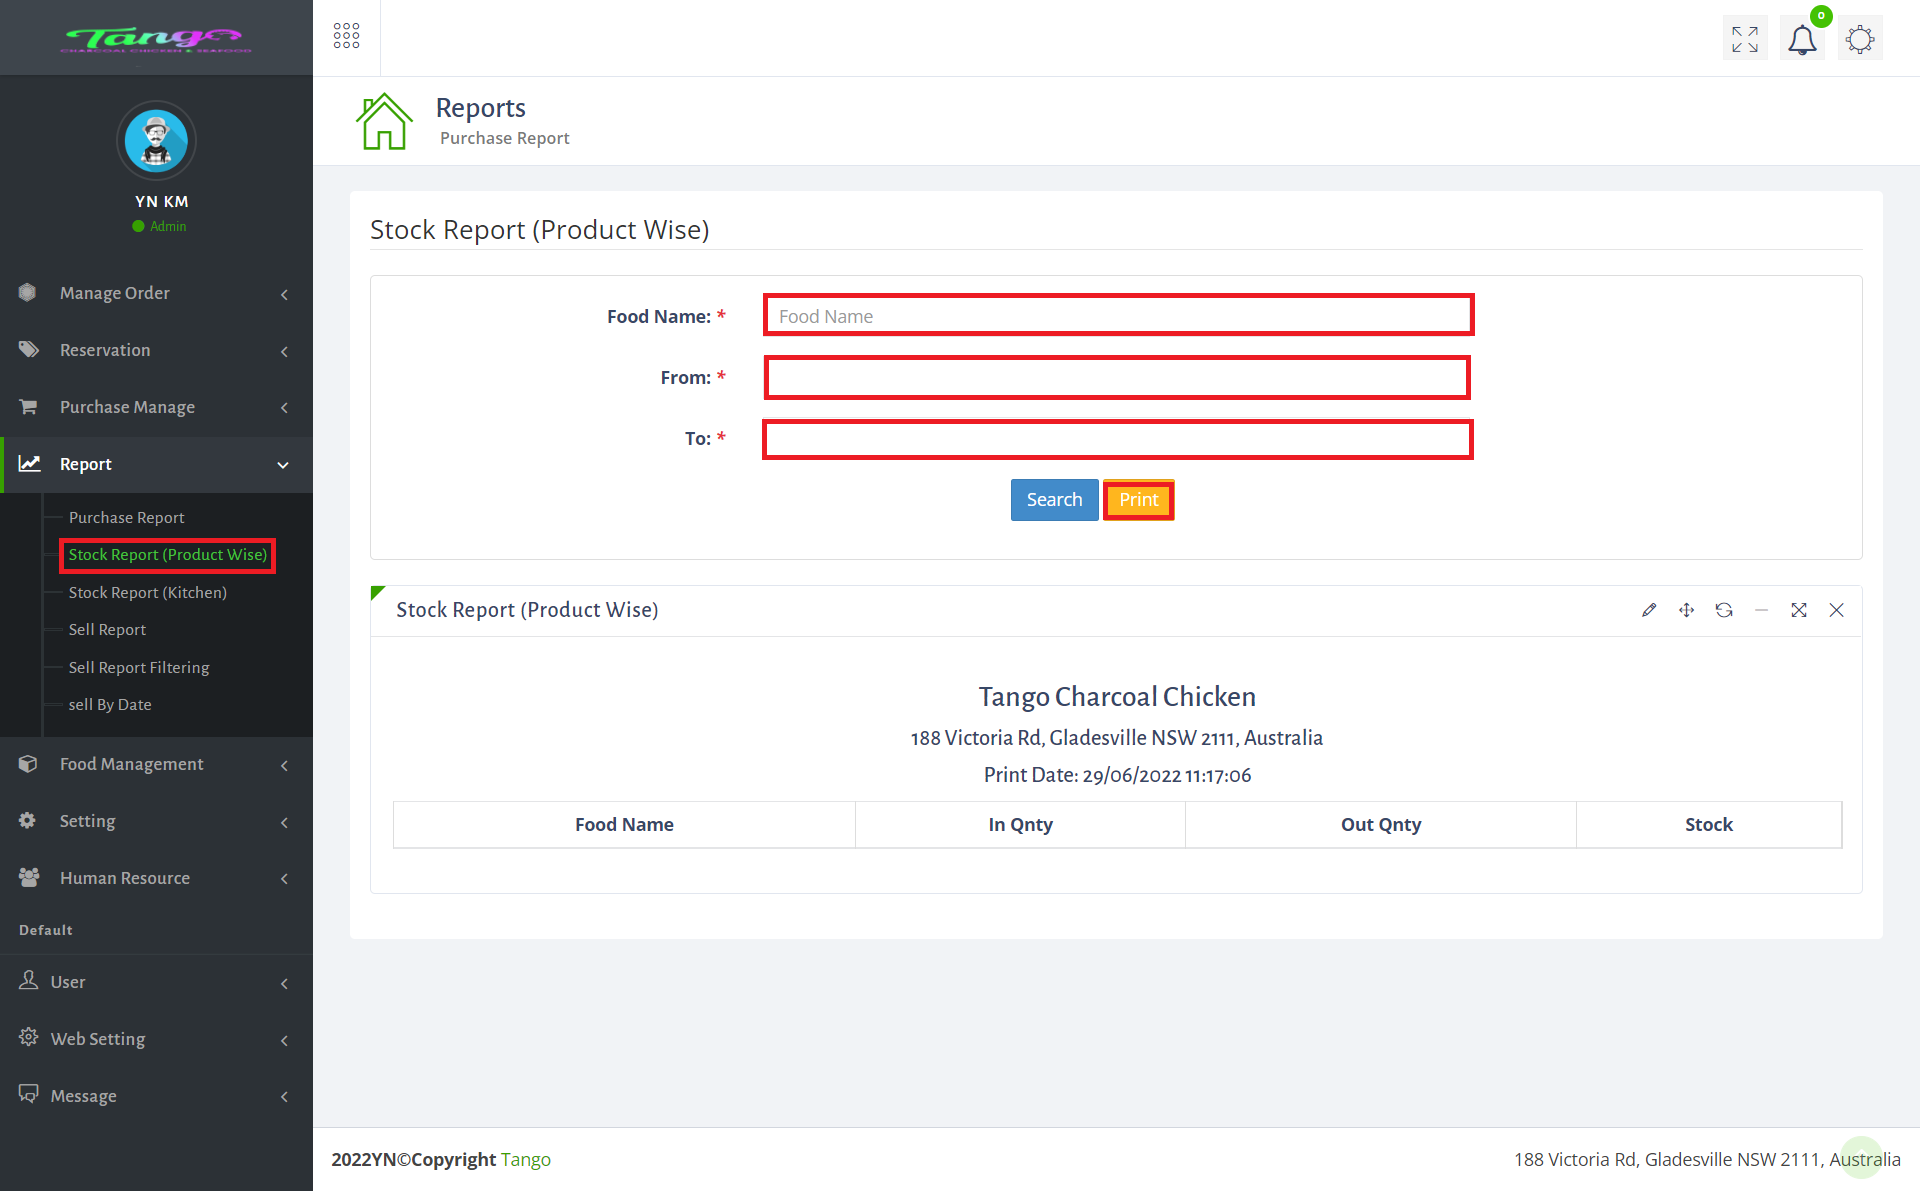 Tango
CHARCOAL CHICKEN & SEAFOOD
0
YN KM
Admin
Manage Order
Reservation
Purchase Manage
Report
Purchase Report
Stock Report (Product Wise)
Stock Report (Kitchen)
Sell Report
Sell Report Filtering
sell By Date
Food Management
Setting
Human Resource
Default
User
Web Setting
Message
Reports
Purchase Report
Stock Report (Product Wise)
Food Name: *
Food Name
From: *
To: *
Search Print
Stock Report (Product Wise)
Tango Charcoal Chicken
188 Victoria Rd, Gladesville NSW 2111, Australia
Print Date: 29/06/2022 11:17:06
Food Name In Qnty Out Qnty Stock
2022YN©Copyright Tango
188 Victoria Rd, Gladesville NSW 2111, Australia